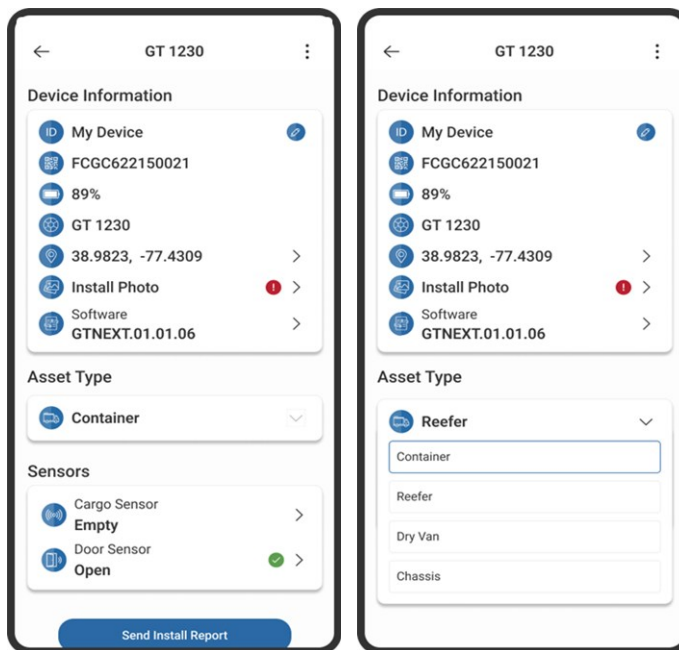 GT 1230
Device Information
ID My Device
FCGC622150021
89%
GT 1230
38.9823, -77.4309
Install Photo
Software
GTNEXT.01.01.06
Asset Type
Container
Sensors
Cargo Sensor
Empty
Door Sensor
Open
Send Install Report
GT 1230
Device Information
ID My Device
FCGC622150021
89%
GT 1230
38.9823, -77.4309
Install Photo
Software
GTNEXT.01.01.06
Asset Type
Reefer
Container
Reefer
Dry Van
Chassis